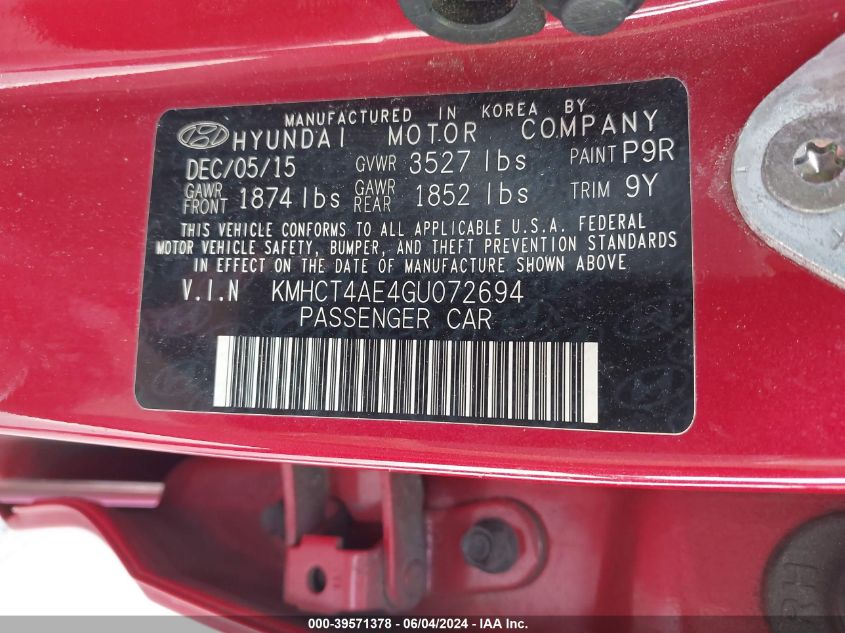 MANUFACTURED IN KOREA BY
HYUNDAI MOTOR COMPANY
DEC/05/15 GVWR 3527 lbs PAINT P9R
GAWR FRONT 1874 lbs GAWR REAR 1852 lbs TRIM 9Y
THIS VEHICLE CONFORMS TO ALL APPLICABLE U.S.A. FEDERAL
MOTOR VEHICLE SAFETY, BUMPER, AND THEFT PREVENTION STANDARDS
IN EFFECT ON THE DATE OF MANUFACTURE SHOWN ABOVE
V.I.N KMHCT4AE4GU072694
PASSENGER CAR
RH
000-39571378 - 06/04/2024 - IAA Inc.